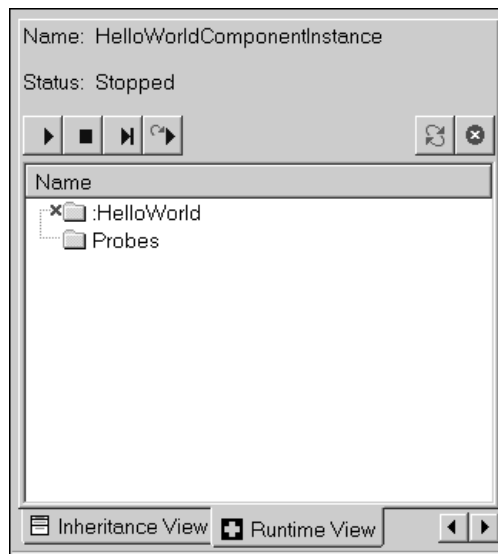 Name: HelloWorldComponentInstance
Status: Stopped
Name
:HelloWorld
Probes
Inheritance View Runtime View